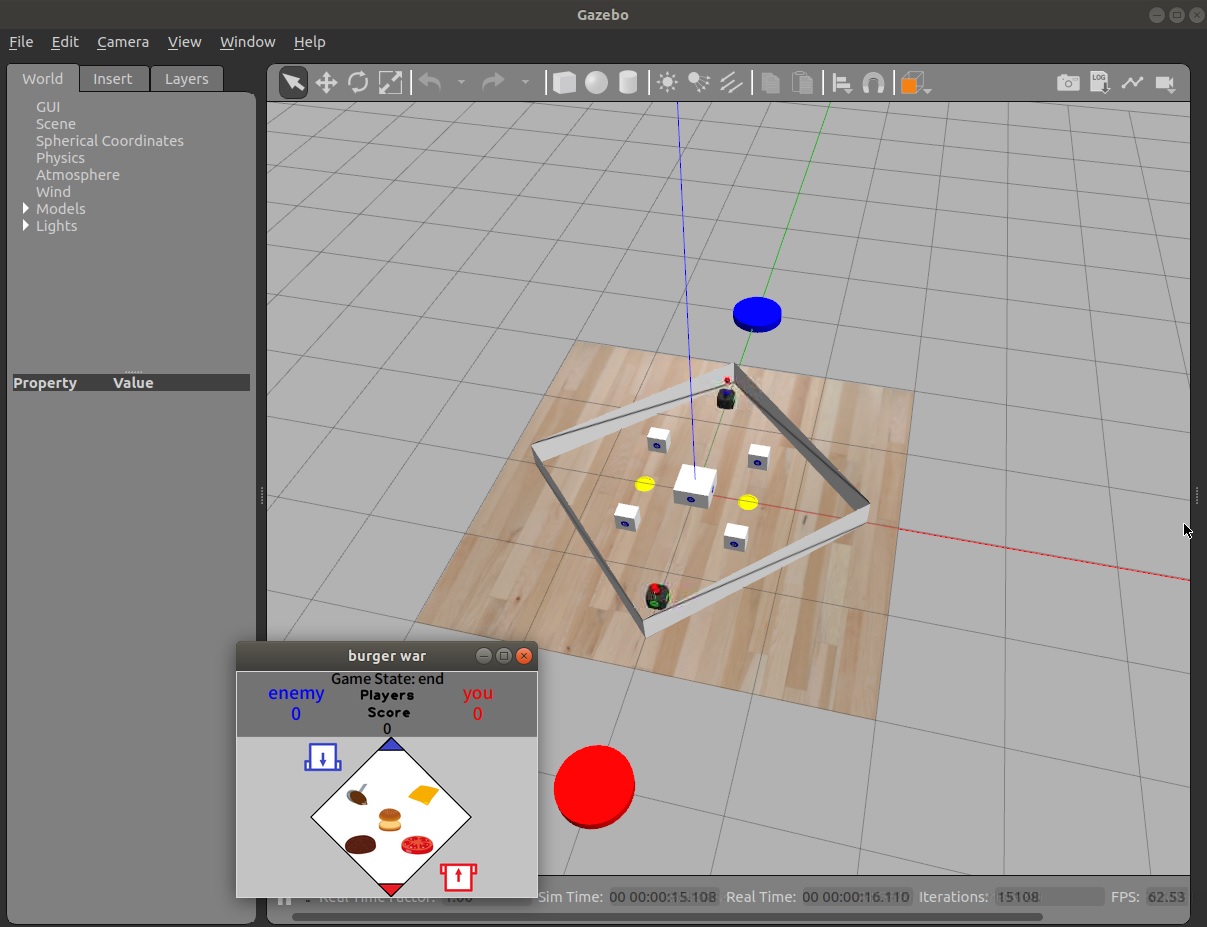 Gazebo
File Edit Camera View Window Help
World Insert Layers
LOG
GUI
Scene
Spherical Coordinates
Physics
Atmosphere
Wind
Models
Lights
Property Value
burger war
Game State: end
enemy Players you
0 Score 0
0
Real Time Factor: 1.00 Sim Time: 00 00:00:15.108 Real Time: 00 00:00:16.110 Iterations: 15108 FPS: 62.53